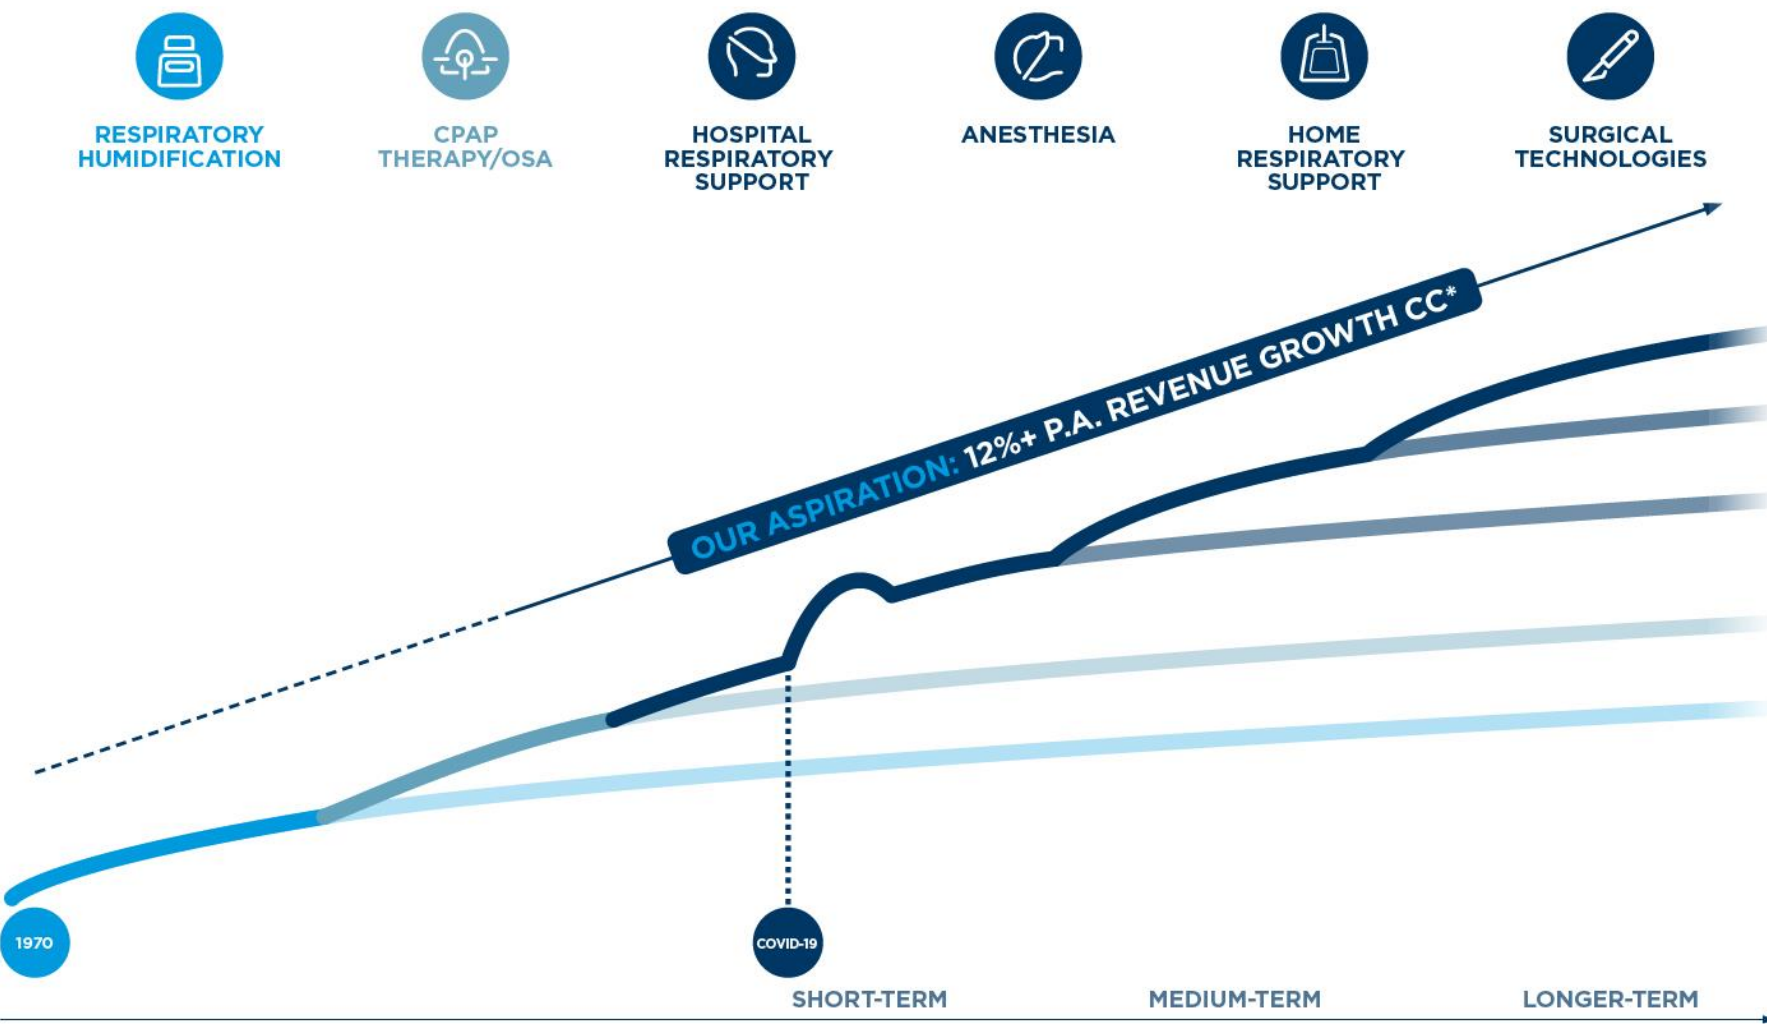 RESPIRATORY
HUMIDIFICATION
CPAP
THERAPY/OSA
HOSPITAL
RESPIRATORY
SUPPORT
ANESTHESIA
HOME
RESPIRATORY
SUPPORT
SURGICAL
TECHNOLOGIES
OUR ASPIRATION: 12%+ P.A. REVENUE GROWTH CC*
1970
COVID-19
SHORT-TERM
MEDIUM-TERM
LONGER-TERM